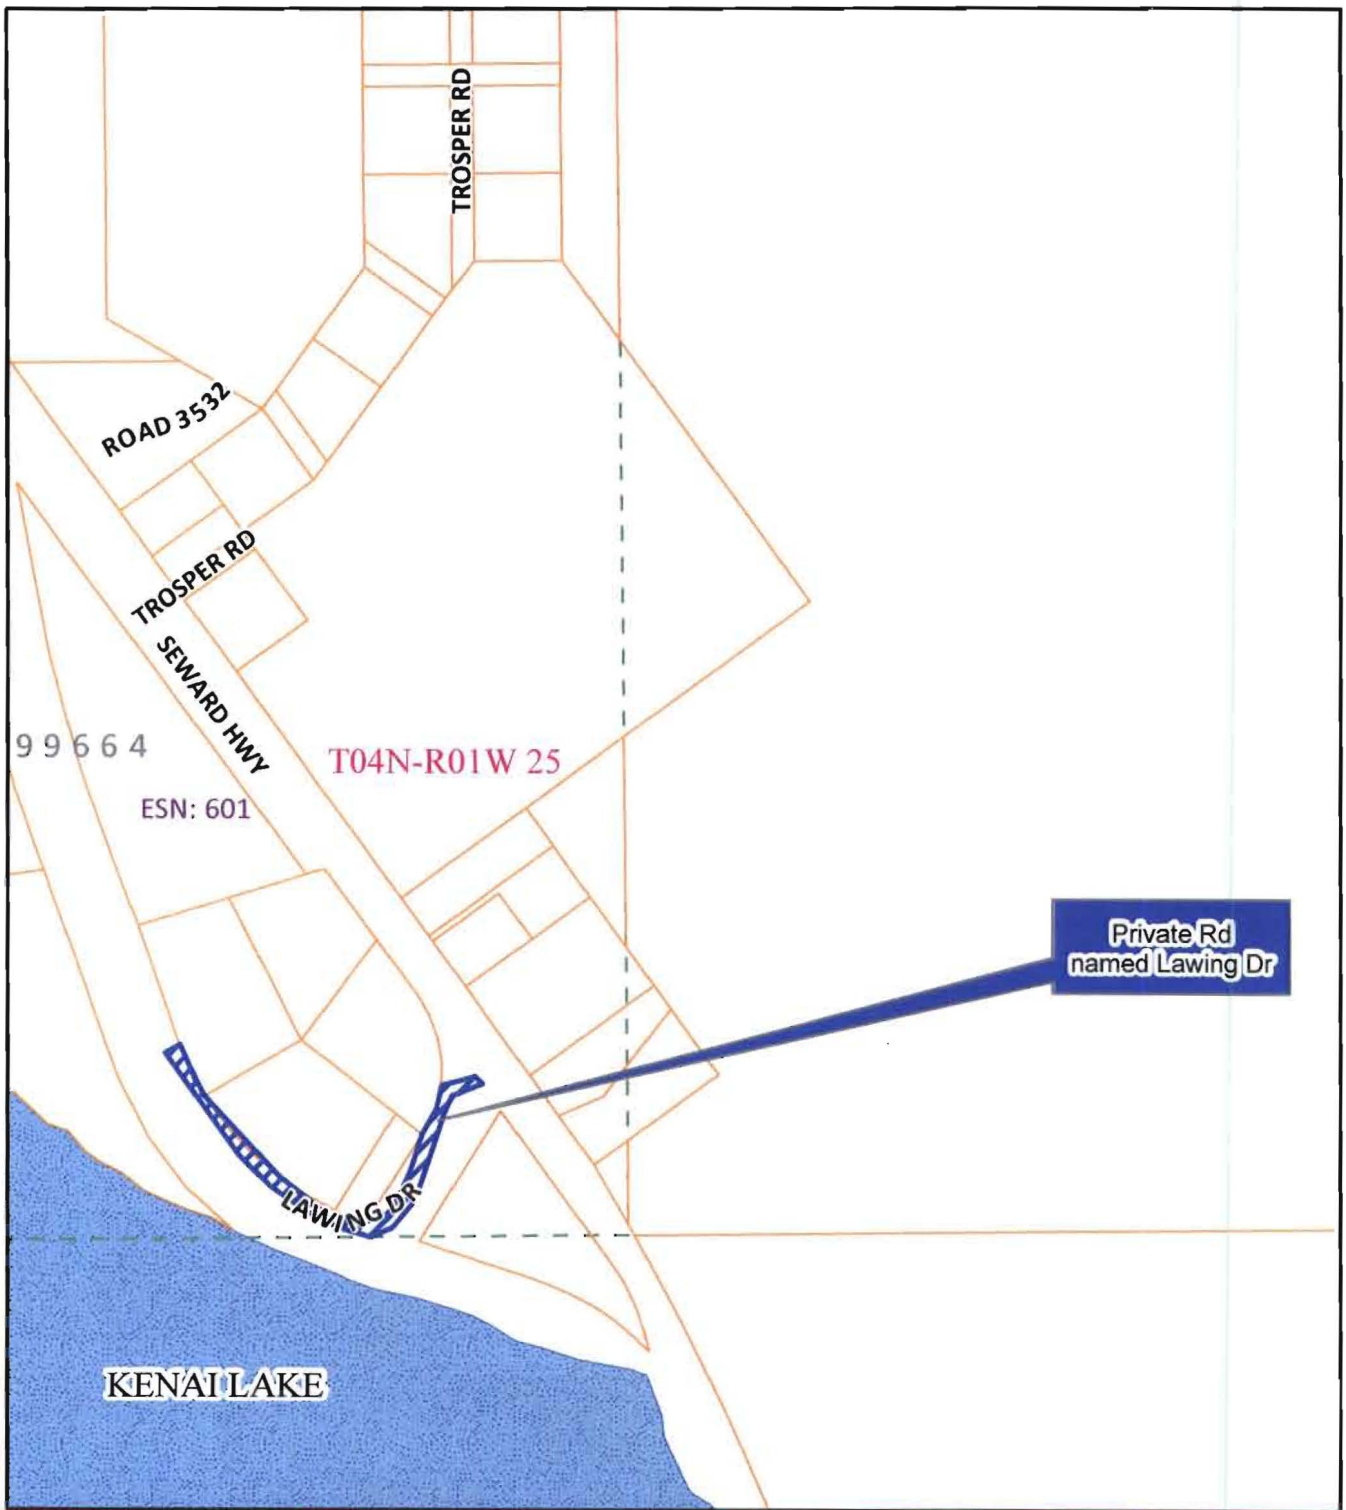 TROSPER RD
ROAD 3532
TROSPER RD
SEWARD HWY
99664
T04N-R01W 25
ESN: 601
Private Rd
named Lawing Dr
LAWING DR
KENAI LAKE